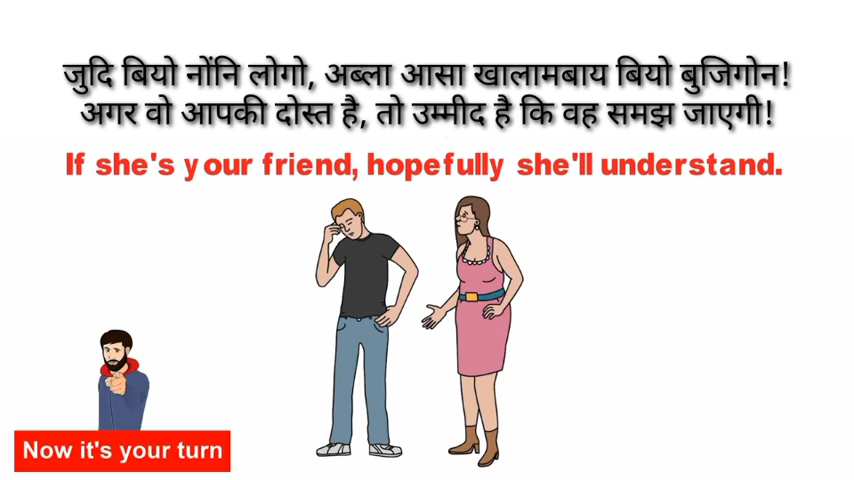 जुदि बियो नोंनि लोगो, अब्ला आसा खालामबाय बियो बुजिगोन!
अगर वो आपकी दोस्त है, तो उम्मीद है कि वह समझ जाएगी!
If she's your friend, hopefully she'll understand.
Now it's your turn